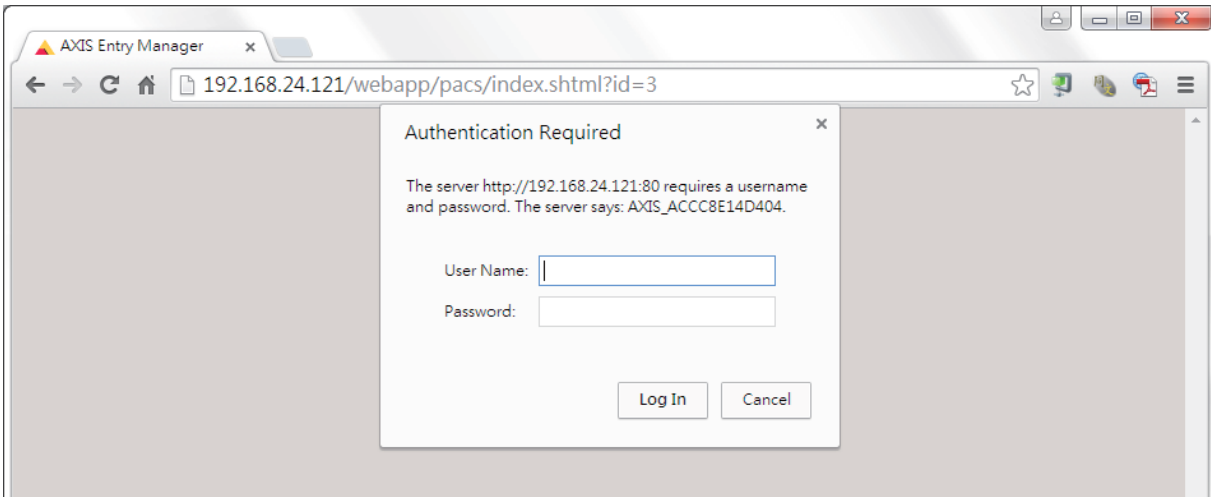 AXIS Entry Manager
192.168.24.121/webapp/pacs/index.shtml?id=3
Authentication Required
The server http://192.168.24.121:80 requires a username
and password. The server says: AXIS_ACCC8E14D404.
User Name:
Password:
Log In Cancel